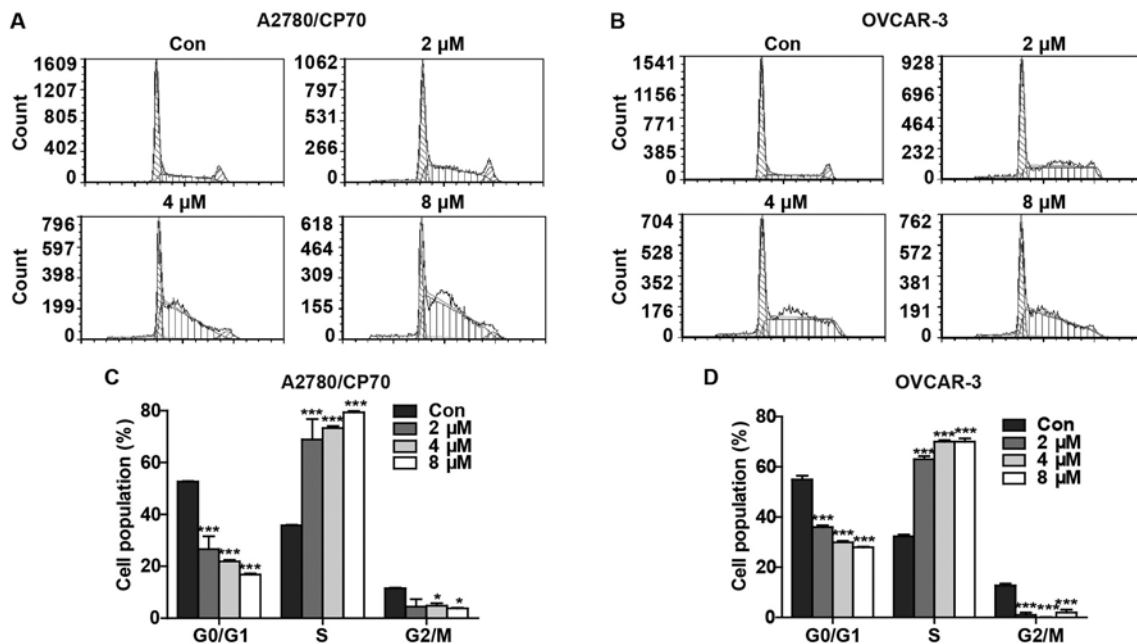 A
A2780/CP70
Con
2 µM
Count
1609
1207
805
402
0
1062
797
531
266
0
4 µM
8 µM
Count
796
597
398
199
0
618
464
309
155
0
B
OVCAR-3
Con
2 µM
Count
1541
1156
771
385
0
928
696
464
232
0
4 µM
8 µM
Count
704
528
352
176
0
762
572
381
191
0
C
A2780/CP70
Cell population (%)
80
60
40
20
0
***
***
***
***
***
***
*
*
Con
2 µM
4 µM
8 µM
G0/G1
S
G2/M
D
OVCAR-3
Cell population (%)
80
60
40
20
0
***
***
***
***
***
***
***
***
***
Con
2 µM
4 µM
8 µM
G0/G1
S
G2/M